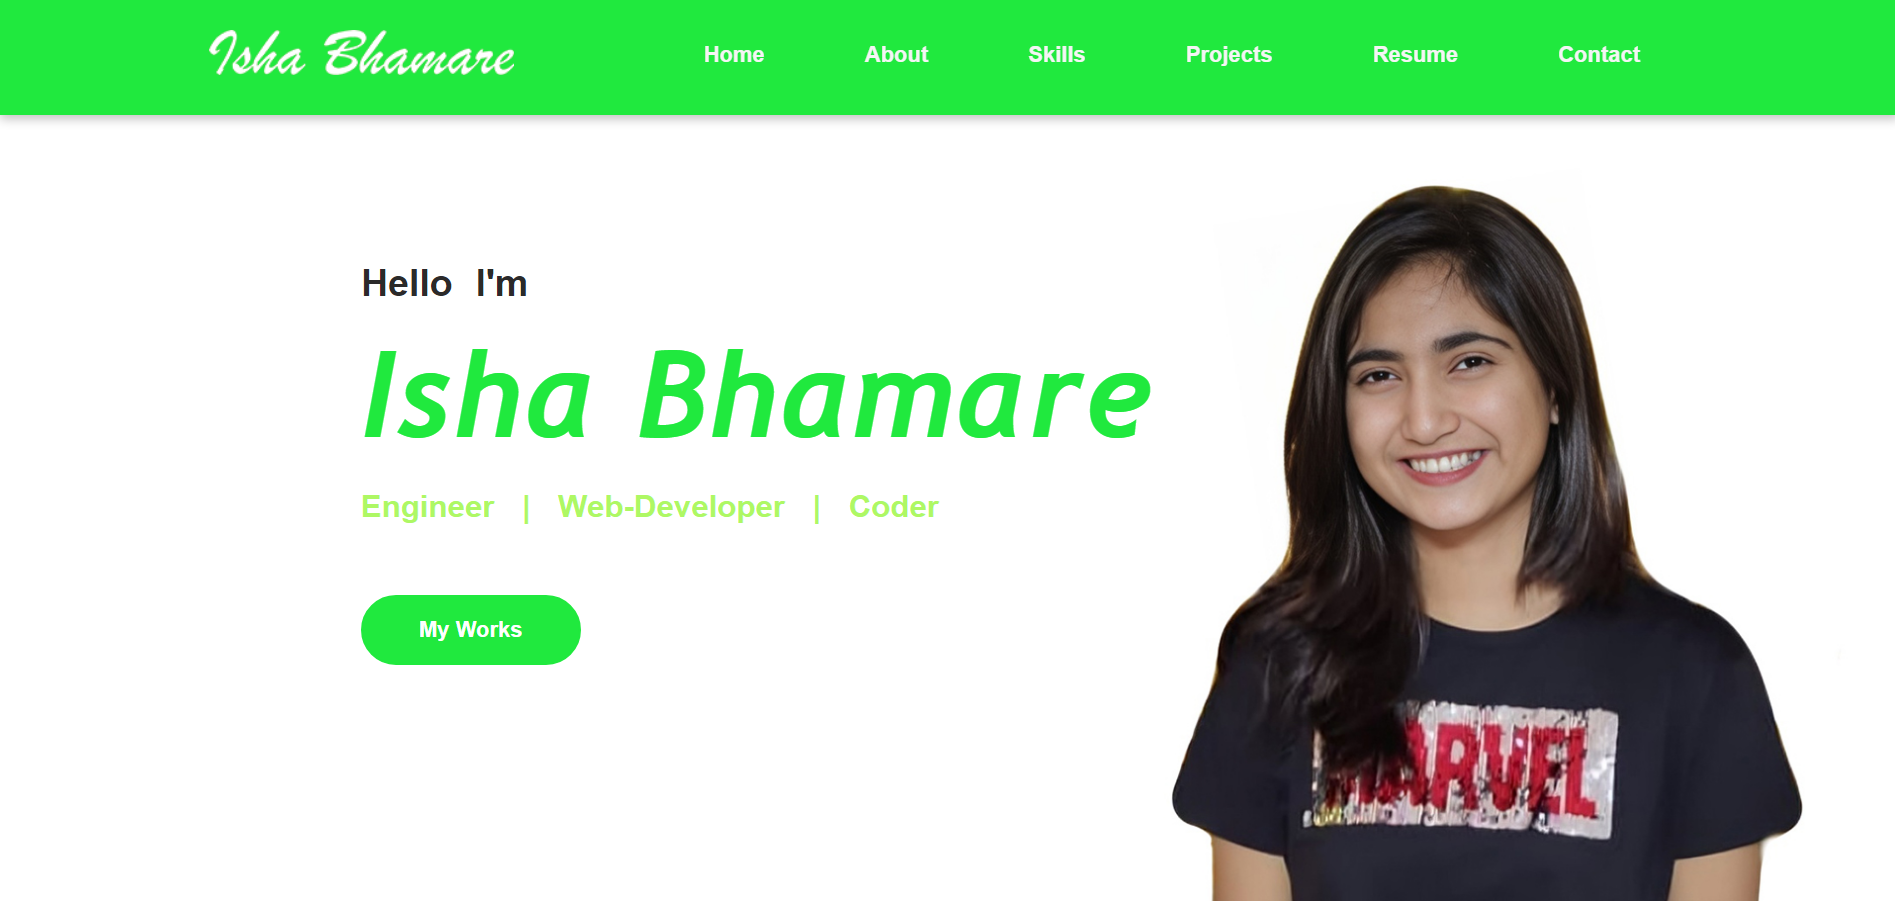 Isha Bhamare Home About Skills Projects Resume Contact
Hello I'm
Isha Bhamare
Engineer | Web-Developer | Coder
My Works
MARVEL